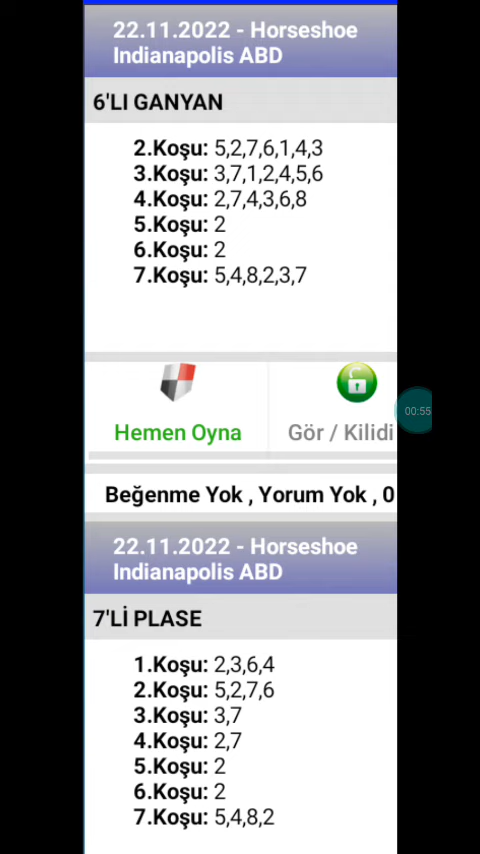 22.11.2022 - Horseshoe
Indianapolis ABD
6'LI GANYAN
2.Koşu: 5,2,7,6,1,4,3
3.Koşu: 3,7,1,2,4,5,6
4.Koşu: 2,7,4,3,6,8
5.Koşu: 2
6.Koşu: 2
7.Koşu: 5,4,8,2,3,7
Hemen Oyna
Gör / Kilidi
00:55
Beğenme Yok , Yorum Yok , 0
22.11.2022 - Horseshoe
Indianapolis ABD
7'Lİ PLASE
1.Koşu: 2,3,6,4
2.Koşu: 5,2,7,6
3.Koşu: 3,7
4.Koşu: 2,7
5.Koşu: 2
6.Koşu: 2
7.Koşu: 5,4,8,2